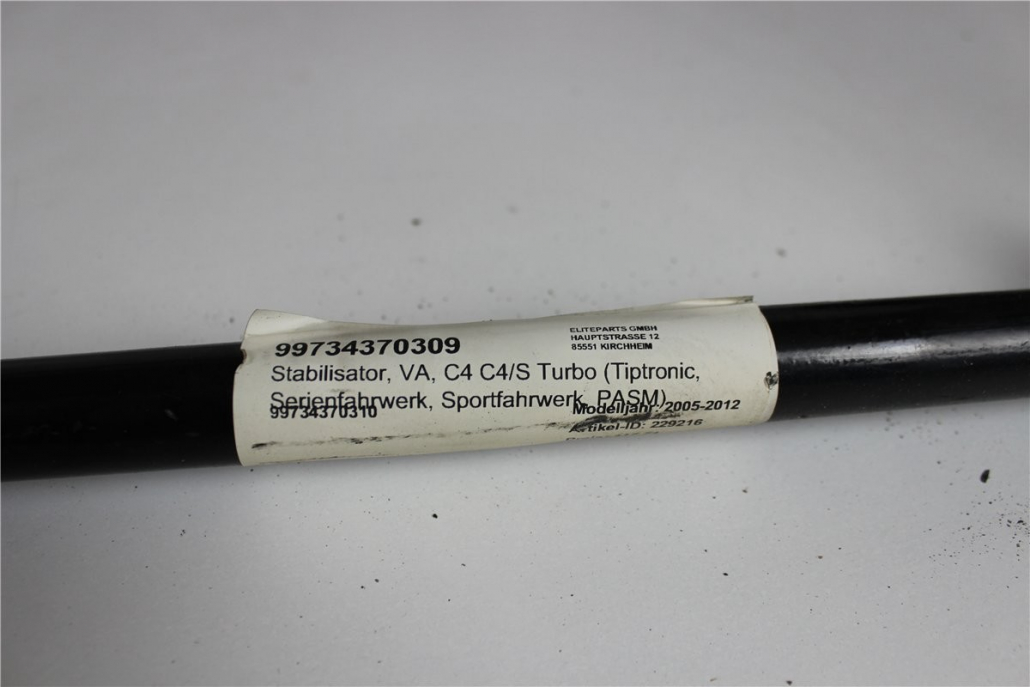 99734370309
ELITEPARTS GMBH
HAUPTSTRASSE 12
85551 KIRCHHEIM
Stabilisator, VA, C4 C4/S Turbo (Tiptronic,
Serienfahrwerk, Sportfahrwerk, PASM)
99734370310
Modelljahr: 2005-2012
Artikel-ID: 229216